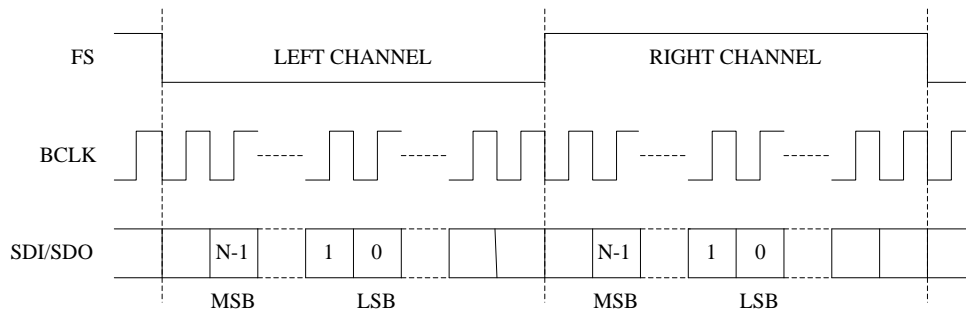 FS
LEFT CHANNEL
RIGHT CHANNEL
BCLK
SDI/SDO
N-1
1
0
N-1
1
0
MSB
LSB
MSB
LSB